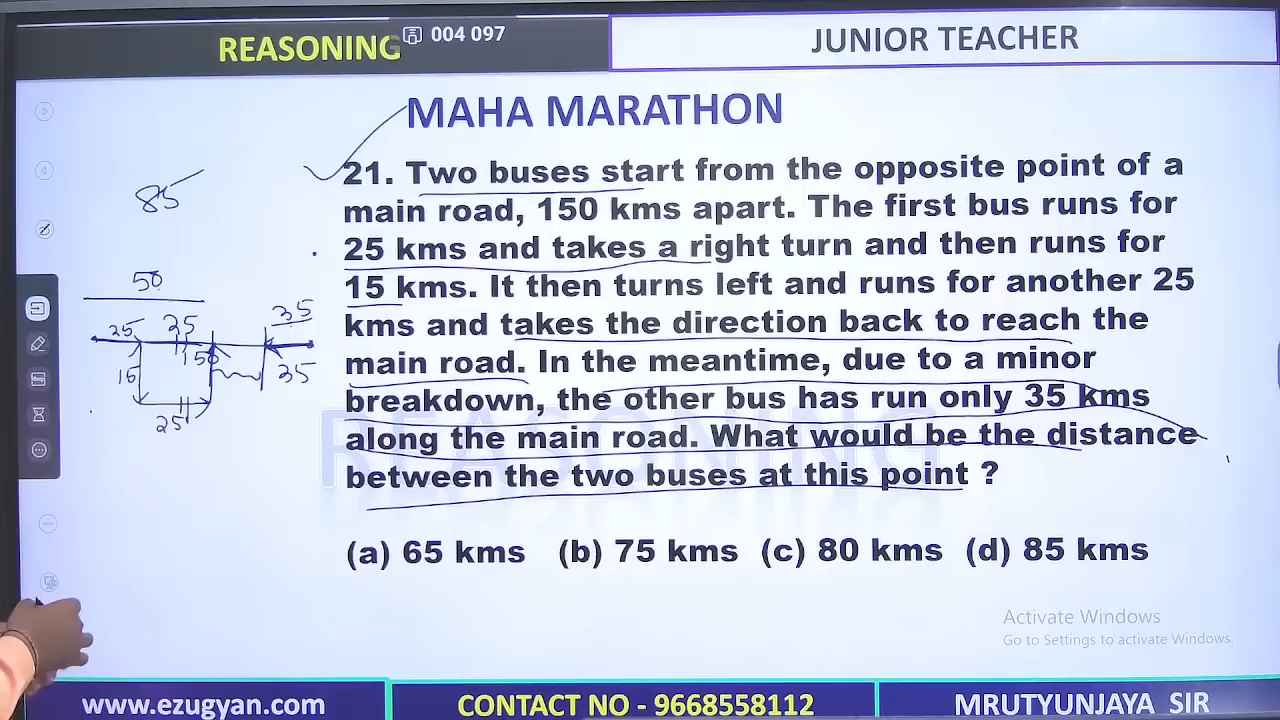 REASONING
004 097
JUNIOR TEACHER
MAHA MARATHON
21. Two buses start from the opposite point of a
main road, 150 kms apart. The first bus runs for
25 kms and takes a right turn and then runs for
15 kms. It then turns left and runs for another 25
kms and takes the direction back to reach the
main road. In the meantime, due to a minor
breakdown, the other bus has run only 35 kms
along the main road. What would be the distance
between the two buses at this point ?
(a) 65 kms (b) 75 kms (c) 80 kms (d) 85 kms
85
50
25 25 35
15 15 35
25
REASONING
Activate Windows
Go to Settings to activate Windows.
www.ezugyan.com
CONTACT NO - 9668558112
MRUTYUNJAYA SIR